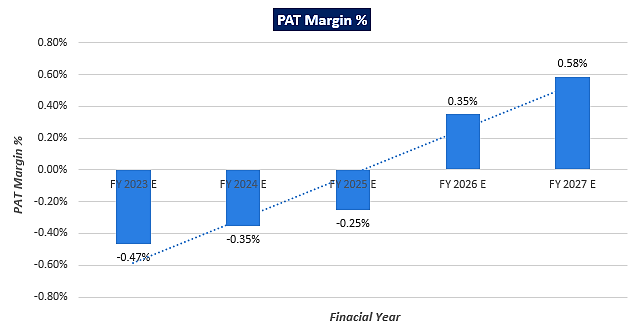 PAT Margin %
0.80%
0.60%
0.40%
0.20%
0.00%
-0.20%
-0.40%
-0.60%
-0.80%
PAT Margin %
0.58%
0.35%
-0.25%
-0.35%
-0.47%
FY 2023 E
FY 2024 E
FY 2025 E
FY 2026 E
FY 2027 E
Finacial Year